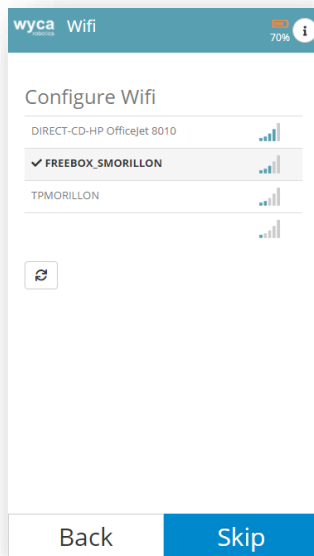 wyca
robotics
Wifi
70%
i
Configure Wifi
DIRECT-CD-HP OfficeJet 8010
FREEBOX_SMORILLON
TPMORILLON
Back
Skip